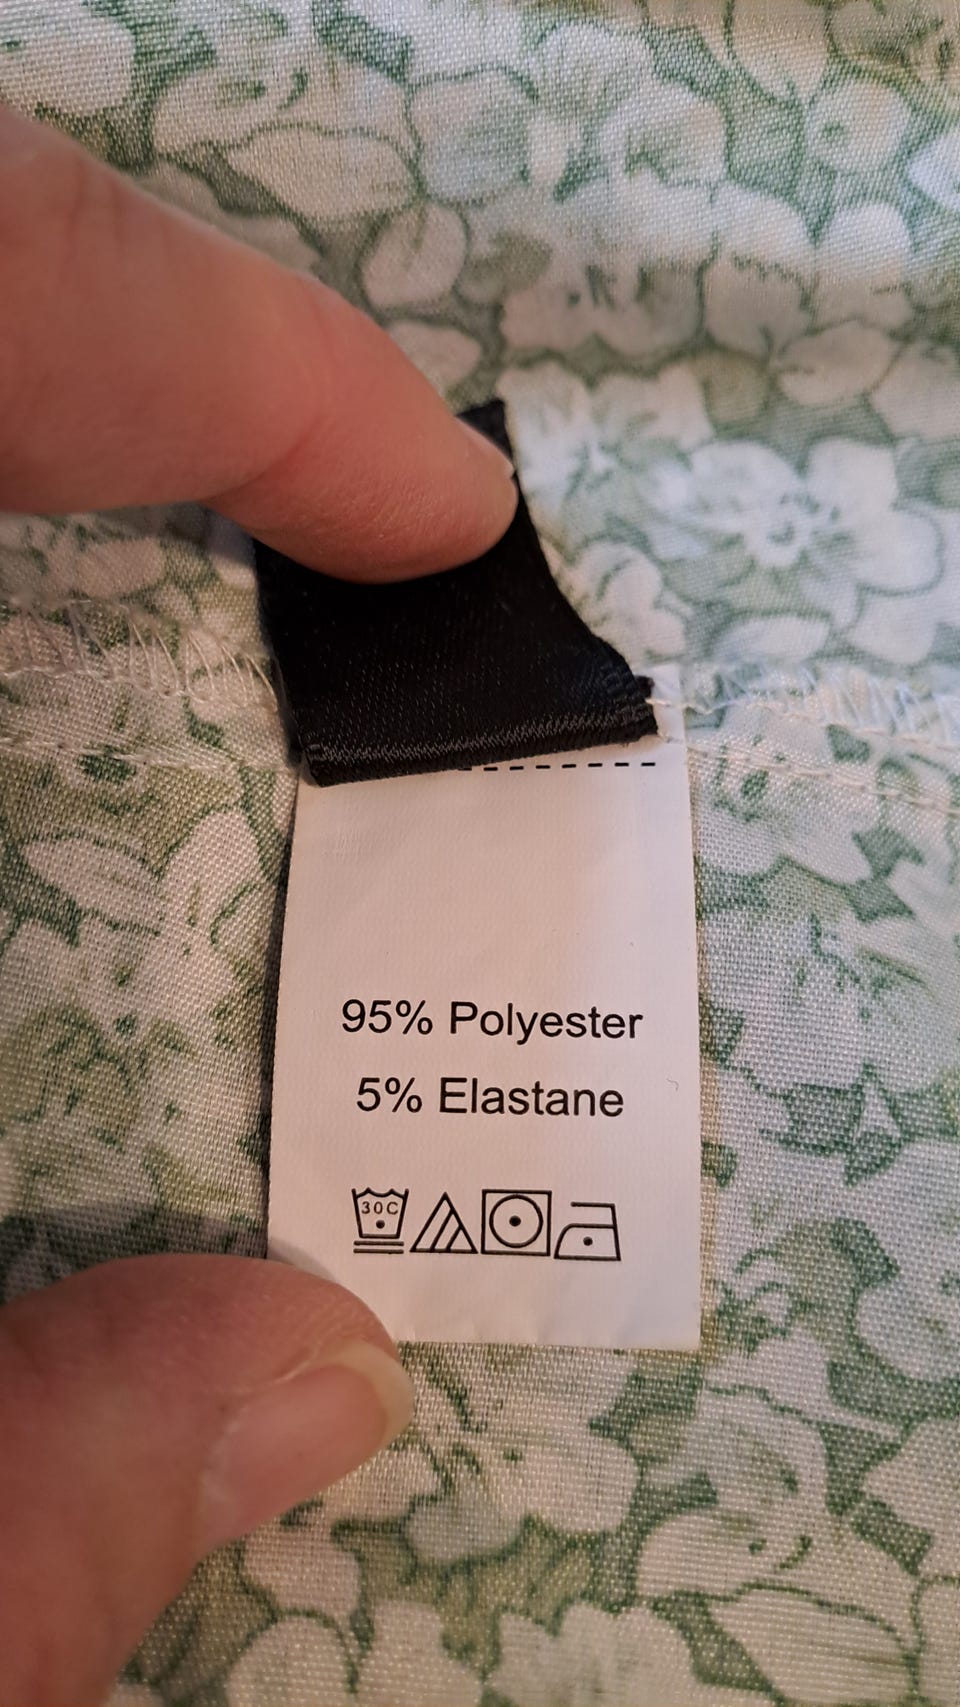 95% Polyester
5% Elastane
30C